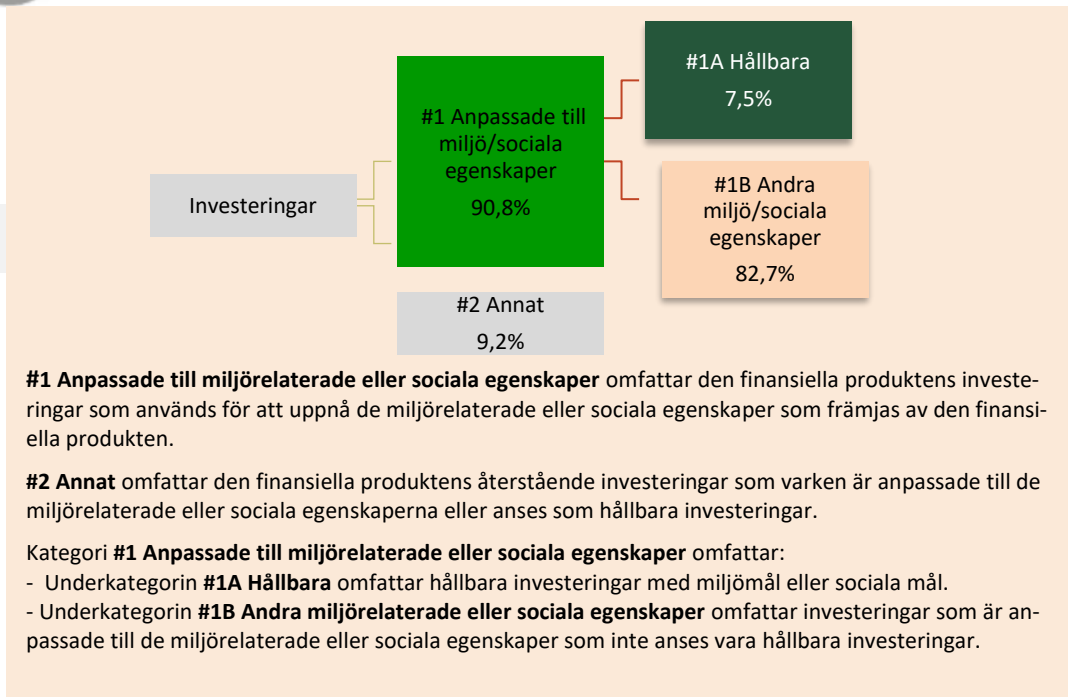 Investeringar
#1 Anpassade till
miljö/sociala
egenskaper
90,8%
#1A Hållbara
7,5%
#1B Andra
miljö/sociala
egenskaper
82,7%
#2 Annat
9,2%
#1 Anpassade till miljörelaterade eller sociala egenskaper omfattar den finansiella produktens investe-
ringar som används för att uppnå de miljörelaterade eller sociala egenskaper som främjas av den finansi-
ella produkten.
#2 Annat omfattar den finansiella produktens återstående investeringar som varken är anpassade till de
miljörelaterade eller sociala egenskaperna eller anses som hållbara investeringar.
Kategori #1 Anpassade till miljörelaterade eller sociala egenskaper omfattar:
- Underkategorin #1A Hållbara omfattar hållbara investeringar med miljömål eller sociala mål.
- Underkategorin #1B Andra miljörelaterade eller sociala egenskaper omfattar investeringar som är an-
passade till de miljörelaterade eller sociala egenskaper som inte anses vara hållbara investeringar.